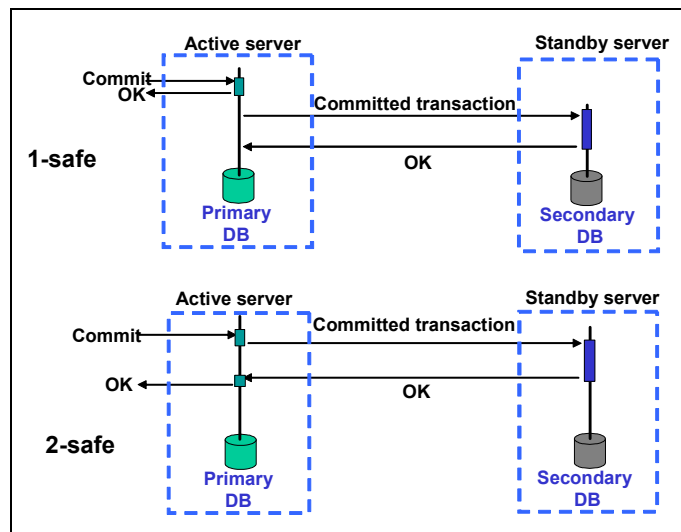 Active server
Standby server
Commit
OK
Committed transaction
OK
1-safe
Primary
DB
Secondary
DB
Active server
Standby server
Commit
Committed transaction
OK
OK
2-safe
Primary
DB
Secondary
DB